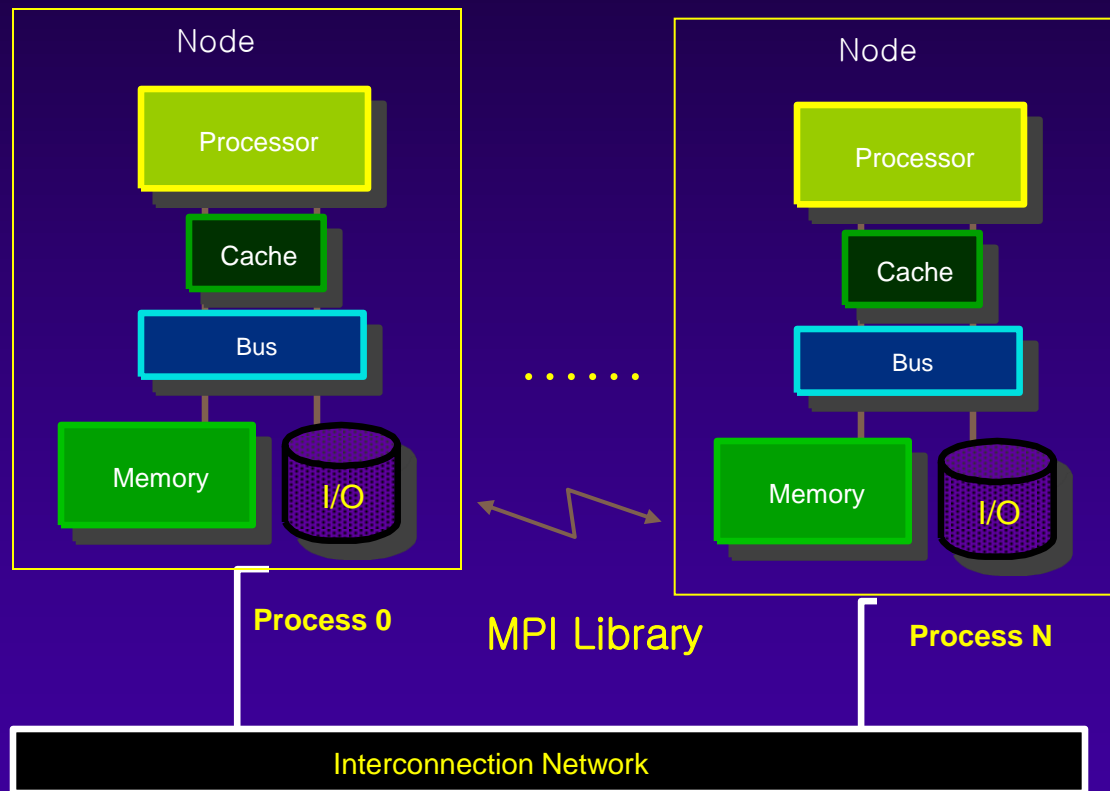 Node
Processor
Cache
Bus
Memory
I/O
Process 0
......
MPI Library
Node
Processor
Cache
Bus
Memory
I/O
Process N
Interconnection Network